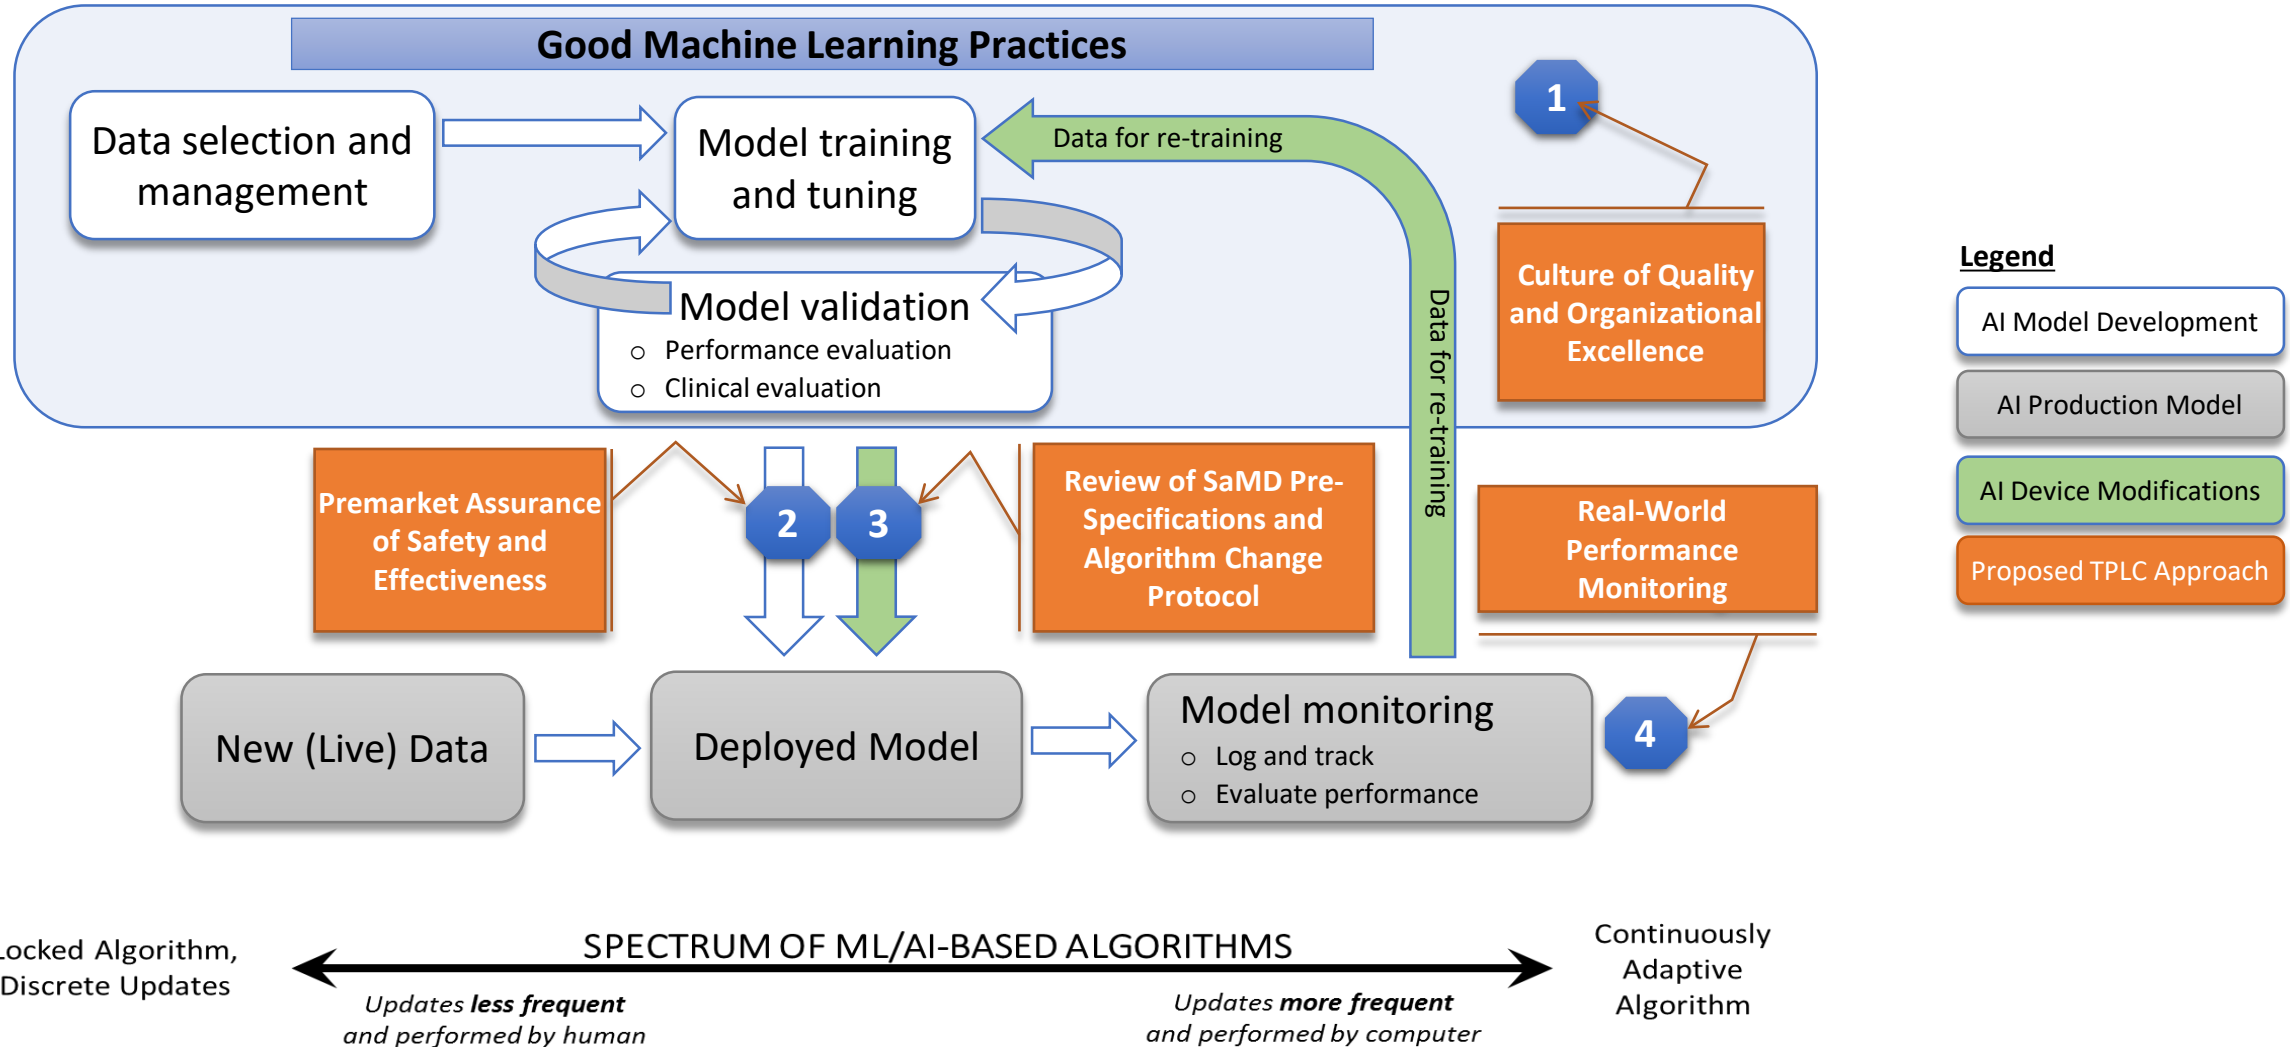 Good Machine Learning Practices
Data selection and
management
Model training
and tuning
Data for re-training
1
Model validation
o Performance evaluation
o Clinical evaluation
Data for re-training
Culture of Quality
and Organizational
Excellence
Legend
AI Model Development
AI Production Model
AI Device Modifications
Proposed TPLC Approach
Premarket Assurance
of Safety and
Effectiveness
2
3
Review of SaMD Pre-
Specifications and
Algorithm Change
Protocol
Real-World
Performance
Monitoring
New (Live) Data
Deployed Model
Model monitoring
o Log and track
o Evaluate performance
4
Locked Algorithm,
Discrete Updates
SPECTRUM OF ML/AI-BASED ALGORITHMS
Updates less frequent
and performed by human
Updates more frequent
and performed by computer
Continuously
Adaptive
Algorithm